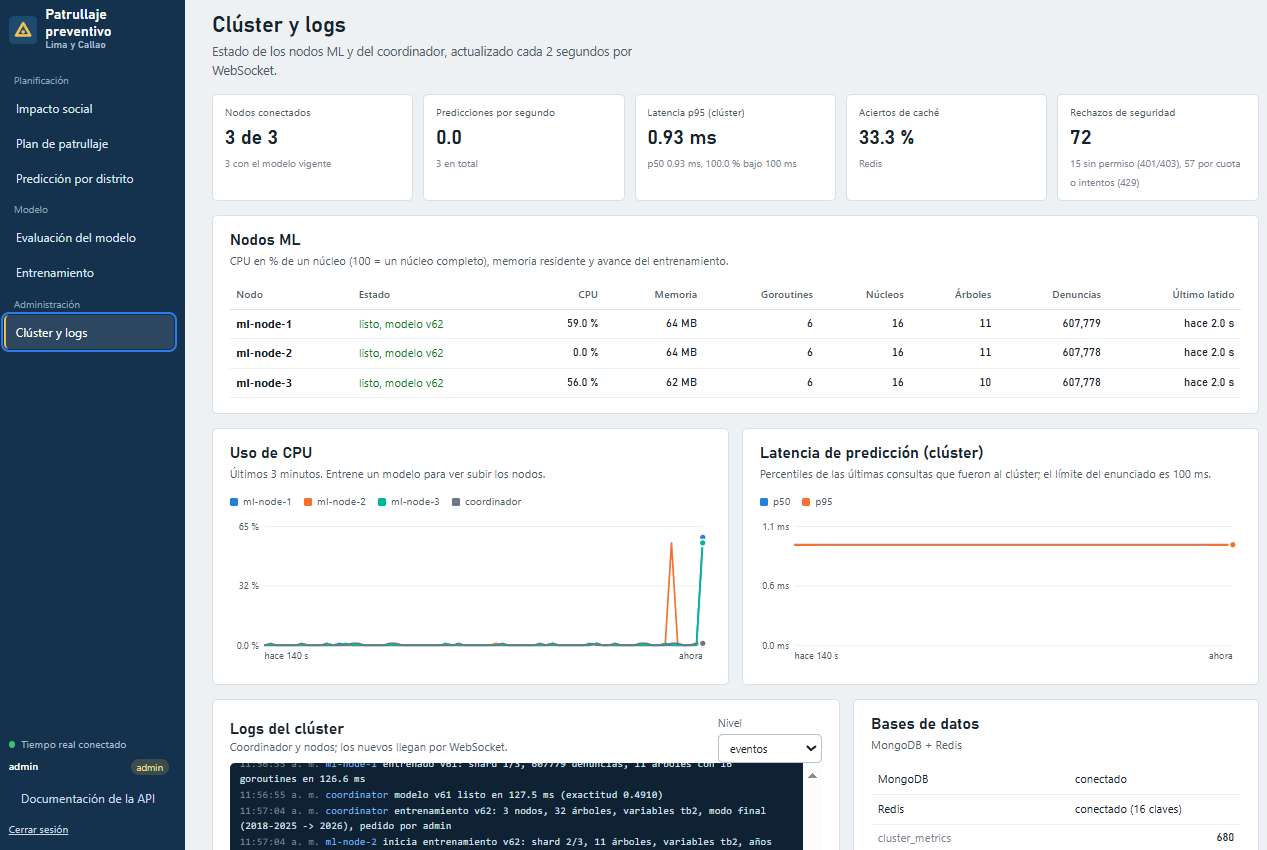 Patrullaje
preventivo
Lima y Callao
Planificación
Impacto social
Plan de patrullaje
Predicción por distrito
Modelo
Evaluación del modelo
Entrenamiento
Administración
Clúster y logs
Tiempo real conectado
admin admin
Documentación de la API
Cerrar sesión
Clúster y logs
Estado de los nodos ML y del coordinador, actualizado cada 2 segundos por
WebSocket.
Nodos conectados
3 de 3
3 con el modelo vigente
Predicciones por segundo
0.0
3 en total
Latencia p95 (clúster)
0.93 ms
p50 0.93 ms, 100.0 % bajo 100 ms
Aciertos de caché
33.3 %
Redis
Rechazos de seguridad
72
15 sin permiso (401/403), 57 por cuota
o intentos (429)
Nodos ML
CPU en % de un núcleo (100 = un núcleo completo), memoria residente y avance del entrenamiento.
Nodo Estado CPU Memoria Goroutines Núcleos Árboles Denuncias Último latido
ml-node-1 listo, modelo v62 59.0 % 64 MB 6 16 11 607,779 hace 2.0 s
ml-node-2 listo, modelo v62 0.0 % 64 MB 6 16 11 607,778 hace 2.0 s
ml-node-3 listo, modelo v62 56.0 % 62 MB 6 16 10 607,778 hace 2.0 s
Uso de CPU
Últimos 3 minutos. Entrene un modelo para ver subir los nodos.
ml-node-1 ml-node-2 ml-node-3 coordinador
65 %
32 %
0.0 %
hace 140 s ahora
Latencia de predicción (clúster)
Percentiles de las últimas consultas que fueron al clúster; el límite del enunciado es 100 ms.
p50 p95
1.1 ms
0.6 ms
0.0 ms
hace 140 s ahora
Logs del clúster
Coordinador y nodos; los nuevos llegan por WebSocket.
Nivel
eventos
11:56:55 a. m. ml-node-1 entrenado v61: shard 1/3, 607779 denuncias, 11 árboles con 16
goroutines en 126.6 ms
11:56:55 a. m. coordinador modelo v61 listo en 127.5 ms (exactitud 0.4910)
11:57:04 a. m. coordinador entrenamiento v62: 3 nodos, 32 árboles, variables tb2, modo final
(2018-2025 -> 2026), pedido por admin
11:57:04 a. m. ml-node-2 inicia entrenamiento v62: shard 2/3, 11 árboles, variables tb2, años
Bases de datos
MongoDB + Redis
MongoDB conectado
Redis conectado (16 claves)
cluster_metrics 680